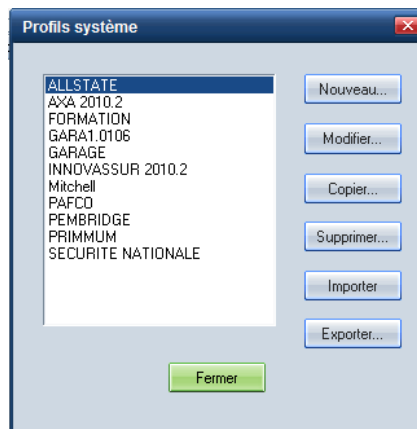 Profils système
ALLSTATE
AXA 2010.2
FORMATION
GARA1.0106
GARAGE
INNOVASSUR 2010.2
Mitchell
PAFCO
PEMBRIDGE
PRIMMUM
SECURITE NATIONALE
Nouveau...
Modifier...
Copier...
Supprimer...
Importer
Exporter...
Fermer